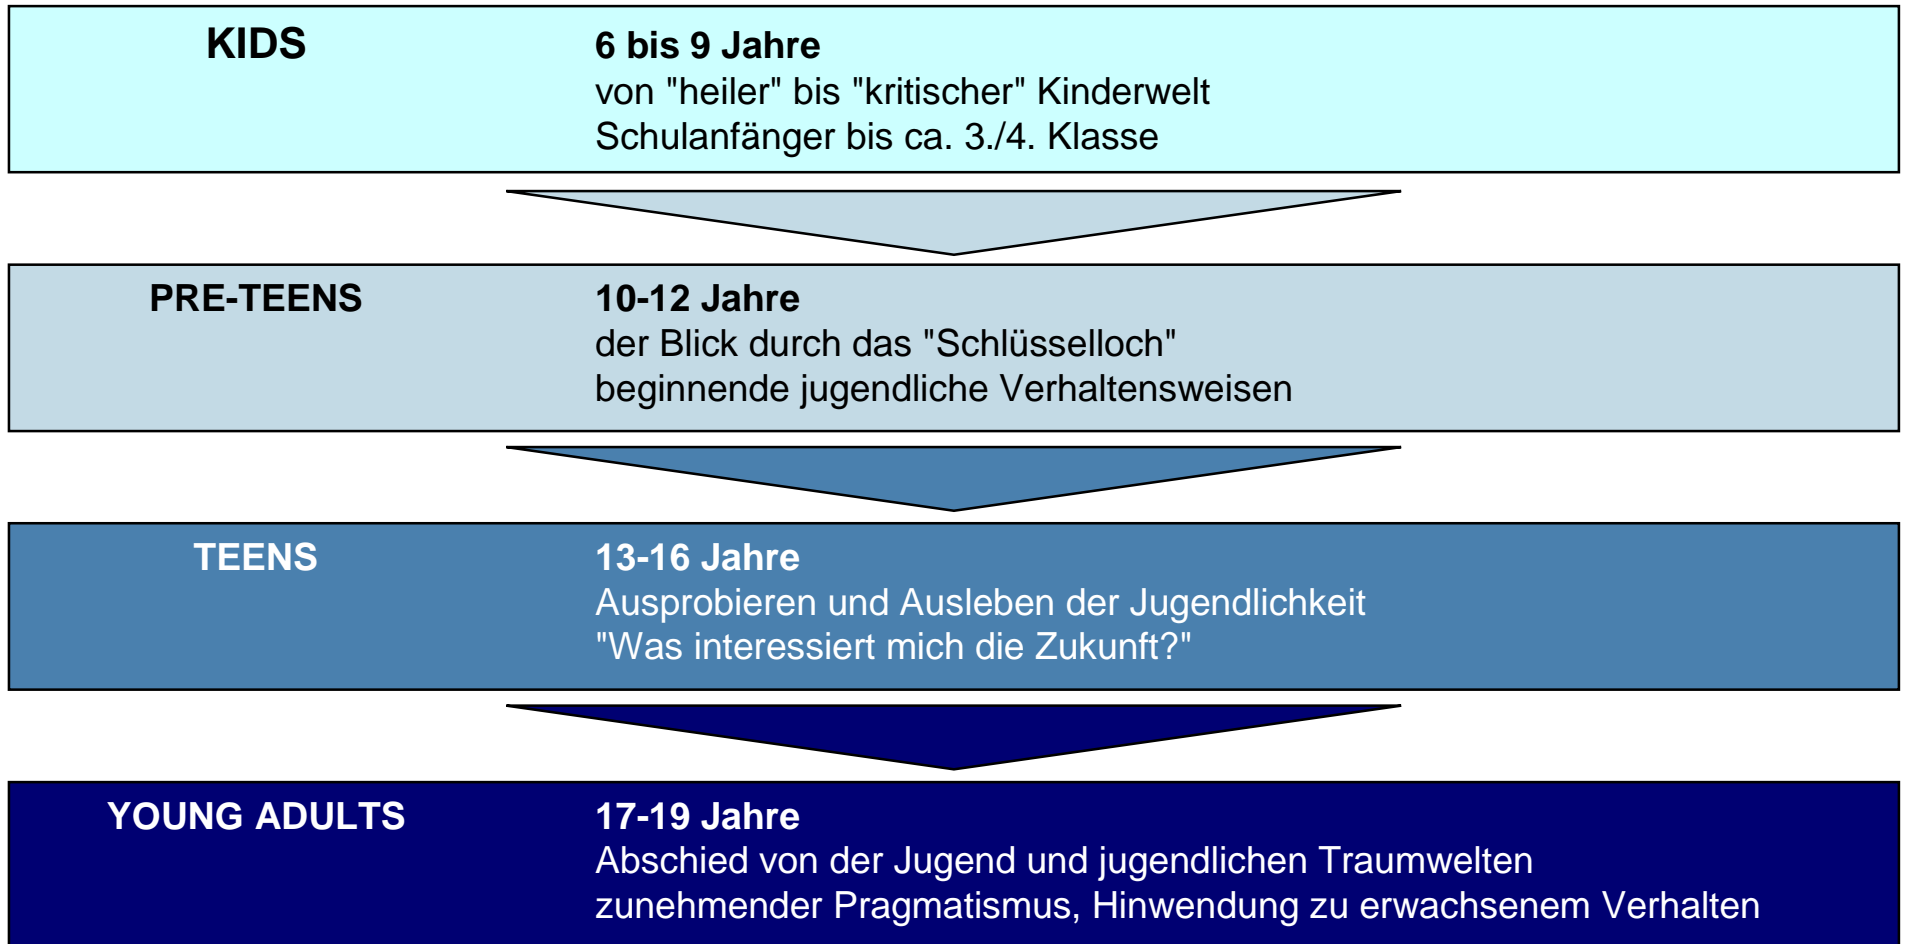 KIDS
6 bis 9 Jahre
von "heiler" bis "kritischer" Kinderwelt
Schulanfänger bis ca. 3./4. Klasse
PRE-TEENS
10-12 Jahre
der Blick durch das "Schlüsselloch"
beginnende jugendliche Verhaltensweisen
TEENS
13-16 Jahre
Ausprobieren und Ausleben der Jugendlichkeit
"Was interessiert mich die Zukunft?"
YOUNG ADULTS
17-19 Jahre
Abschied von der Jugend und jugendlichen Traumwelten
zunehmender Pragmatismus, Hinwendung zu erwachsenem Verhalten